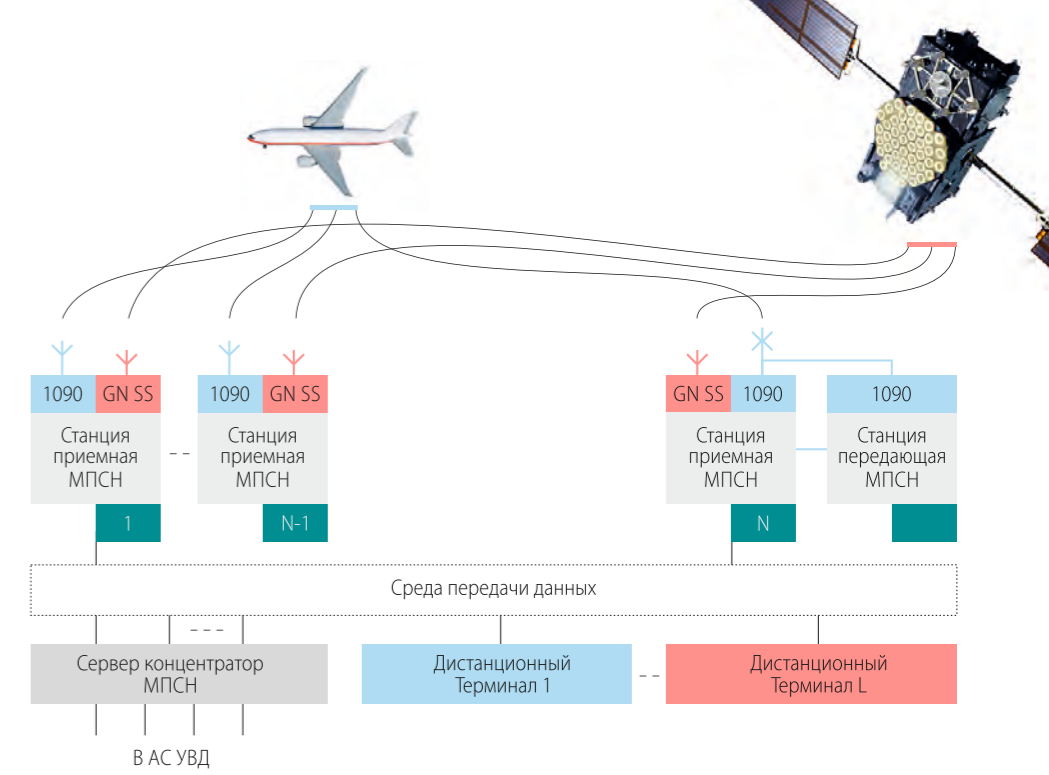 1090 GN SS 1090 GN SS GN SS 1090 1090
Станция
приемная
МПСН
Станция
приемная
МПСН
Станция
приемная
МПСН
Станция
передающая
МПСН
1 N-1 N
Среда передачи данных
Сервер концентратор
МПСН
Дистанционный
Терминал 1
Дистанционный
Терминал L
В АС УВД